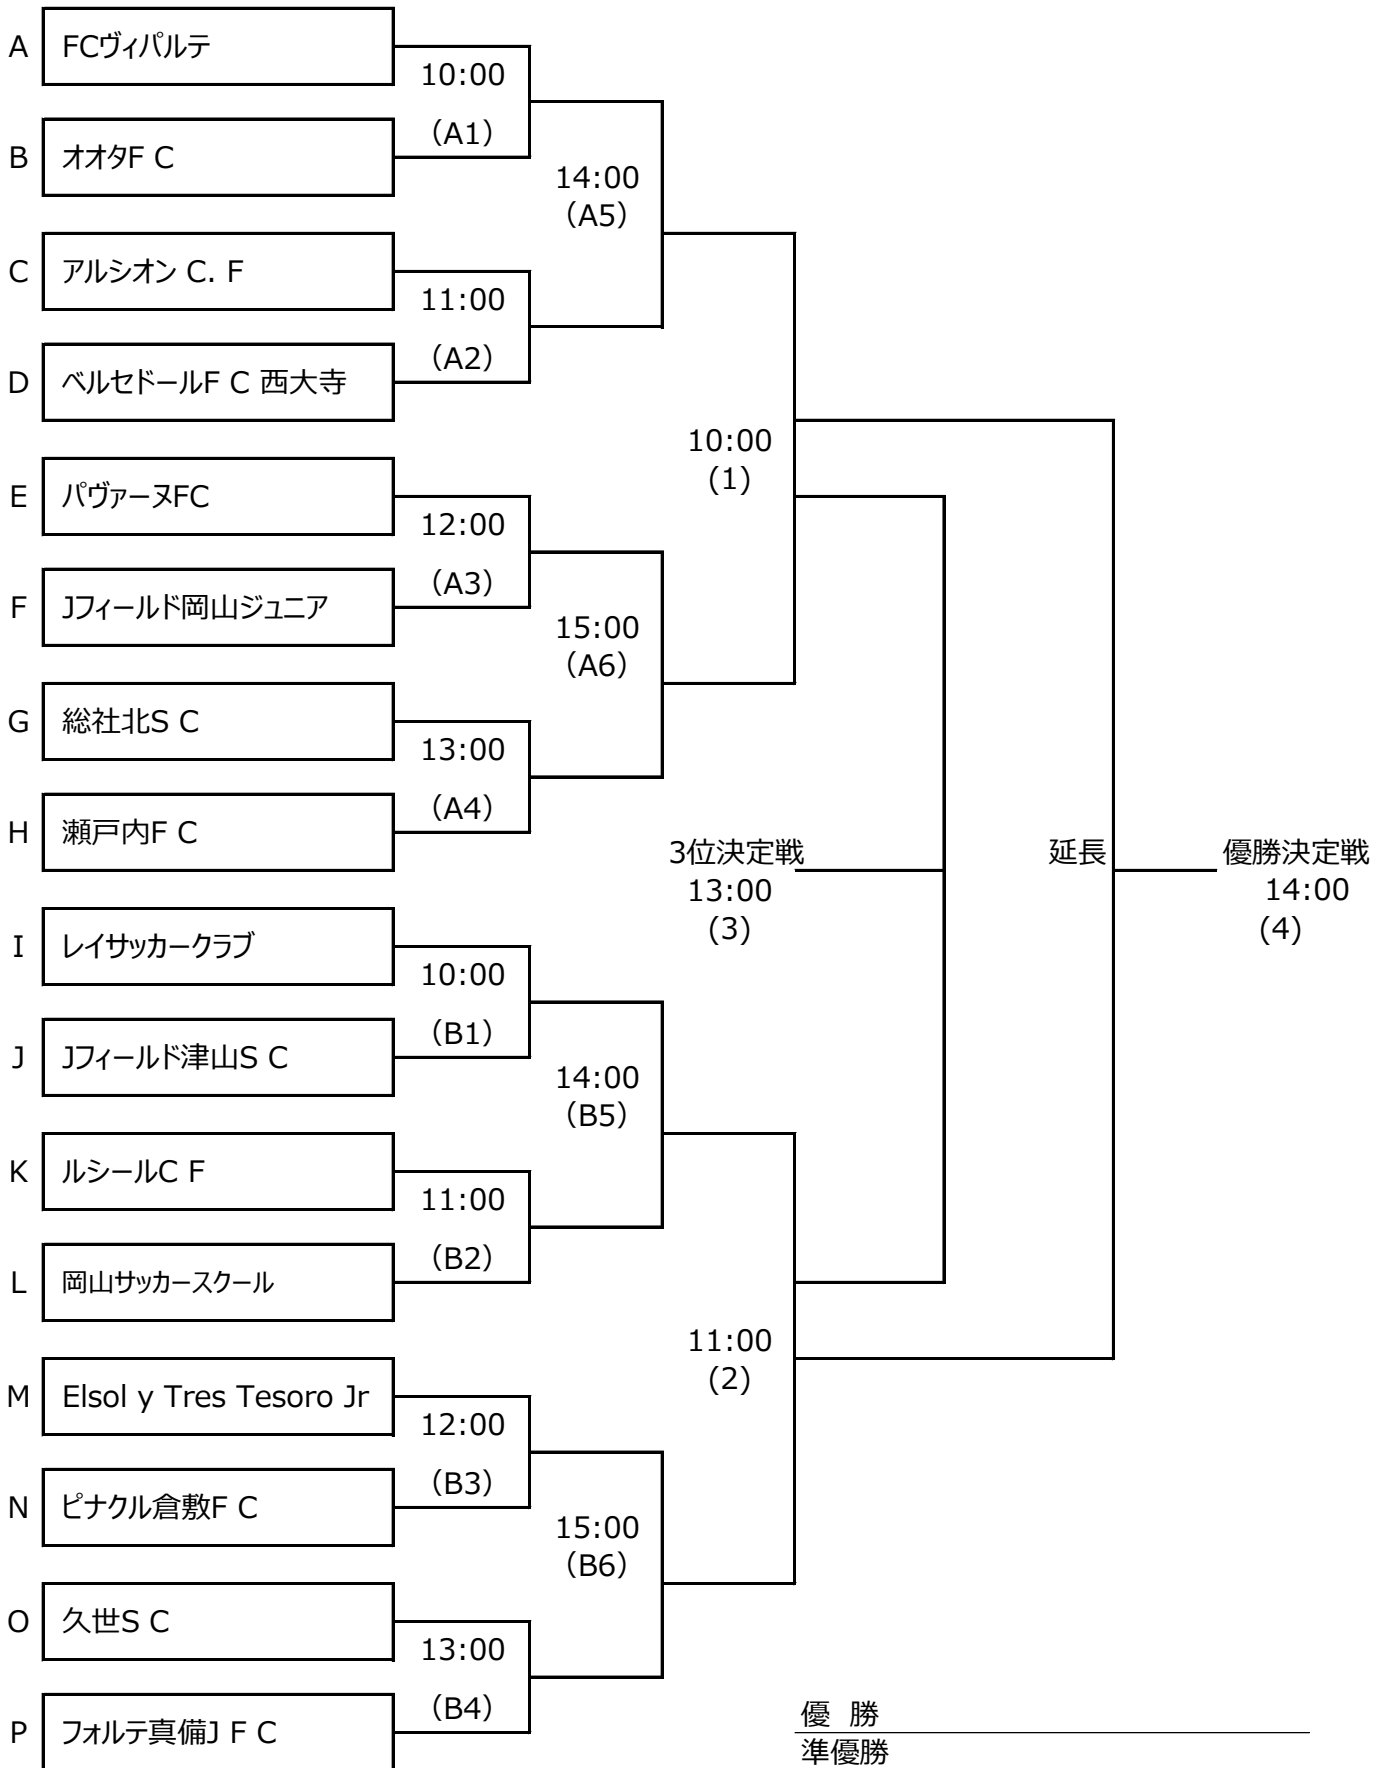 A FCヴィパルテ
10:00
(A1)
B オオタF C
14:00
(A5)
C アルシオン C. F
11:00
(A2)
D ベルセドールF C 西大寺
10:00
(1)
E パヴァーヌFC
12:00
(A3)
F Jフィールド岡山ジュニア
15:00
(A6)
G 総社北S C
13:00
(A4)
H 瀬戸内F C
3位決定戦
13:00
(3)
延長
優勝決定戦
14:00
(4)
I レイサッカークラブ
10:00
(B1)
J Jフィールド津山S C
14:00
(B5)
K ルシールC F
11:00
(B2)
L 岡山サッカースクール
11:00
(2)
M Elsol y Tres Tesoro Jr
12:00
(B3)
N ピナクル倉敷F C
15:00
(B6)
O 久世S C
13:00
(B4)
P フォルテ真備J F C
優 勝
準優勝